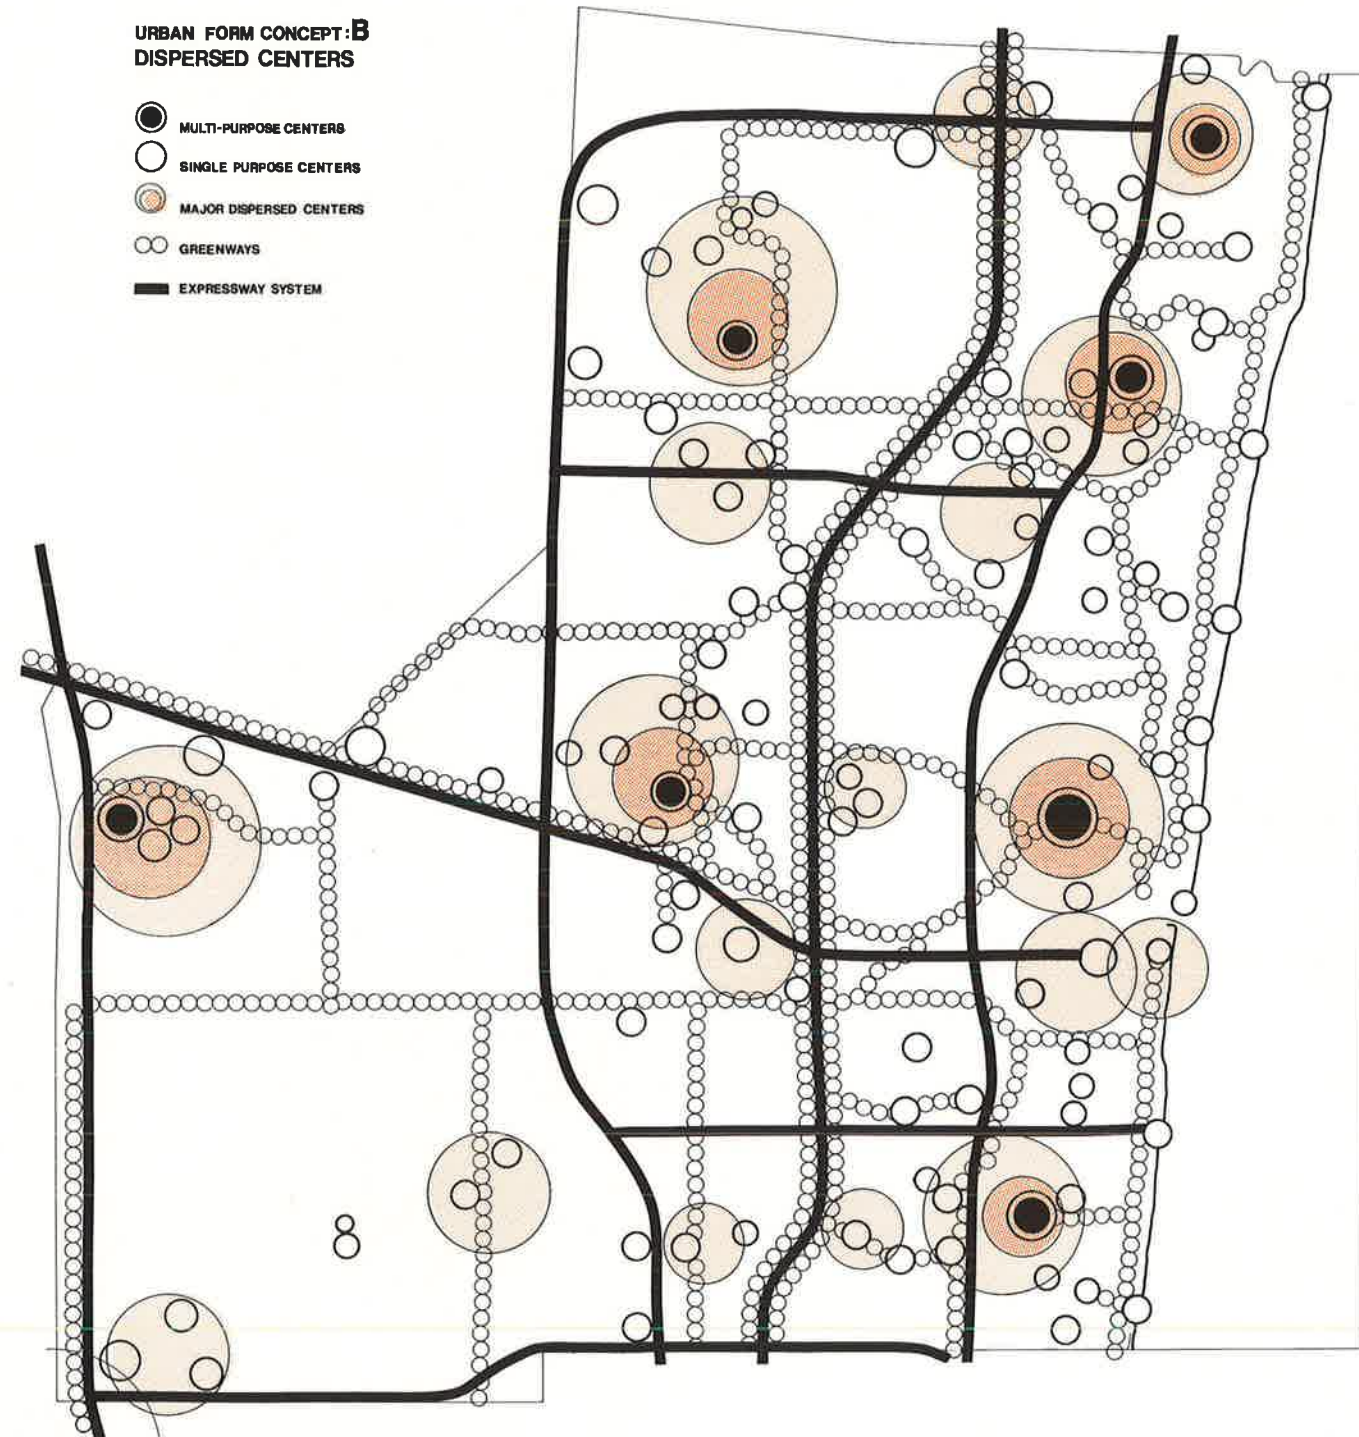 URBAN FORM CONCEPT:B
DISPERSED CENTERS
MULTI-PURPOSE CENTERS
SINGLE PURPOSE CENTERS
MAJOR DISPERSED CENTERS
GREENWAYS
EXPRESSWAY SYSTEM